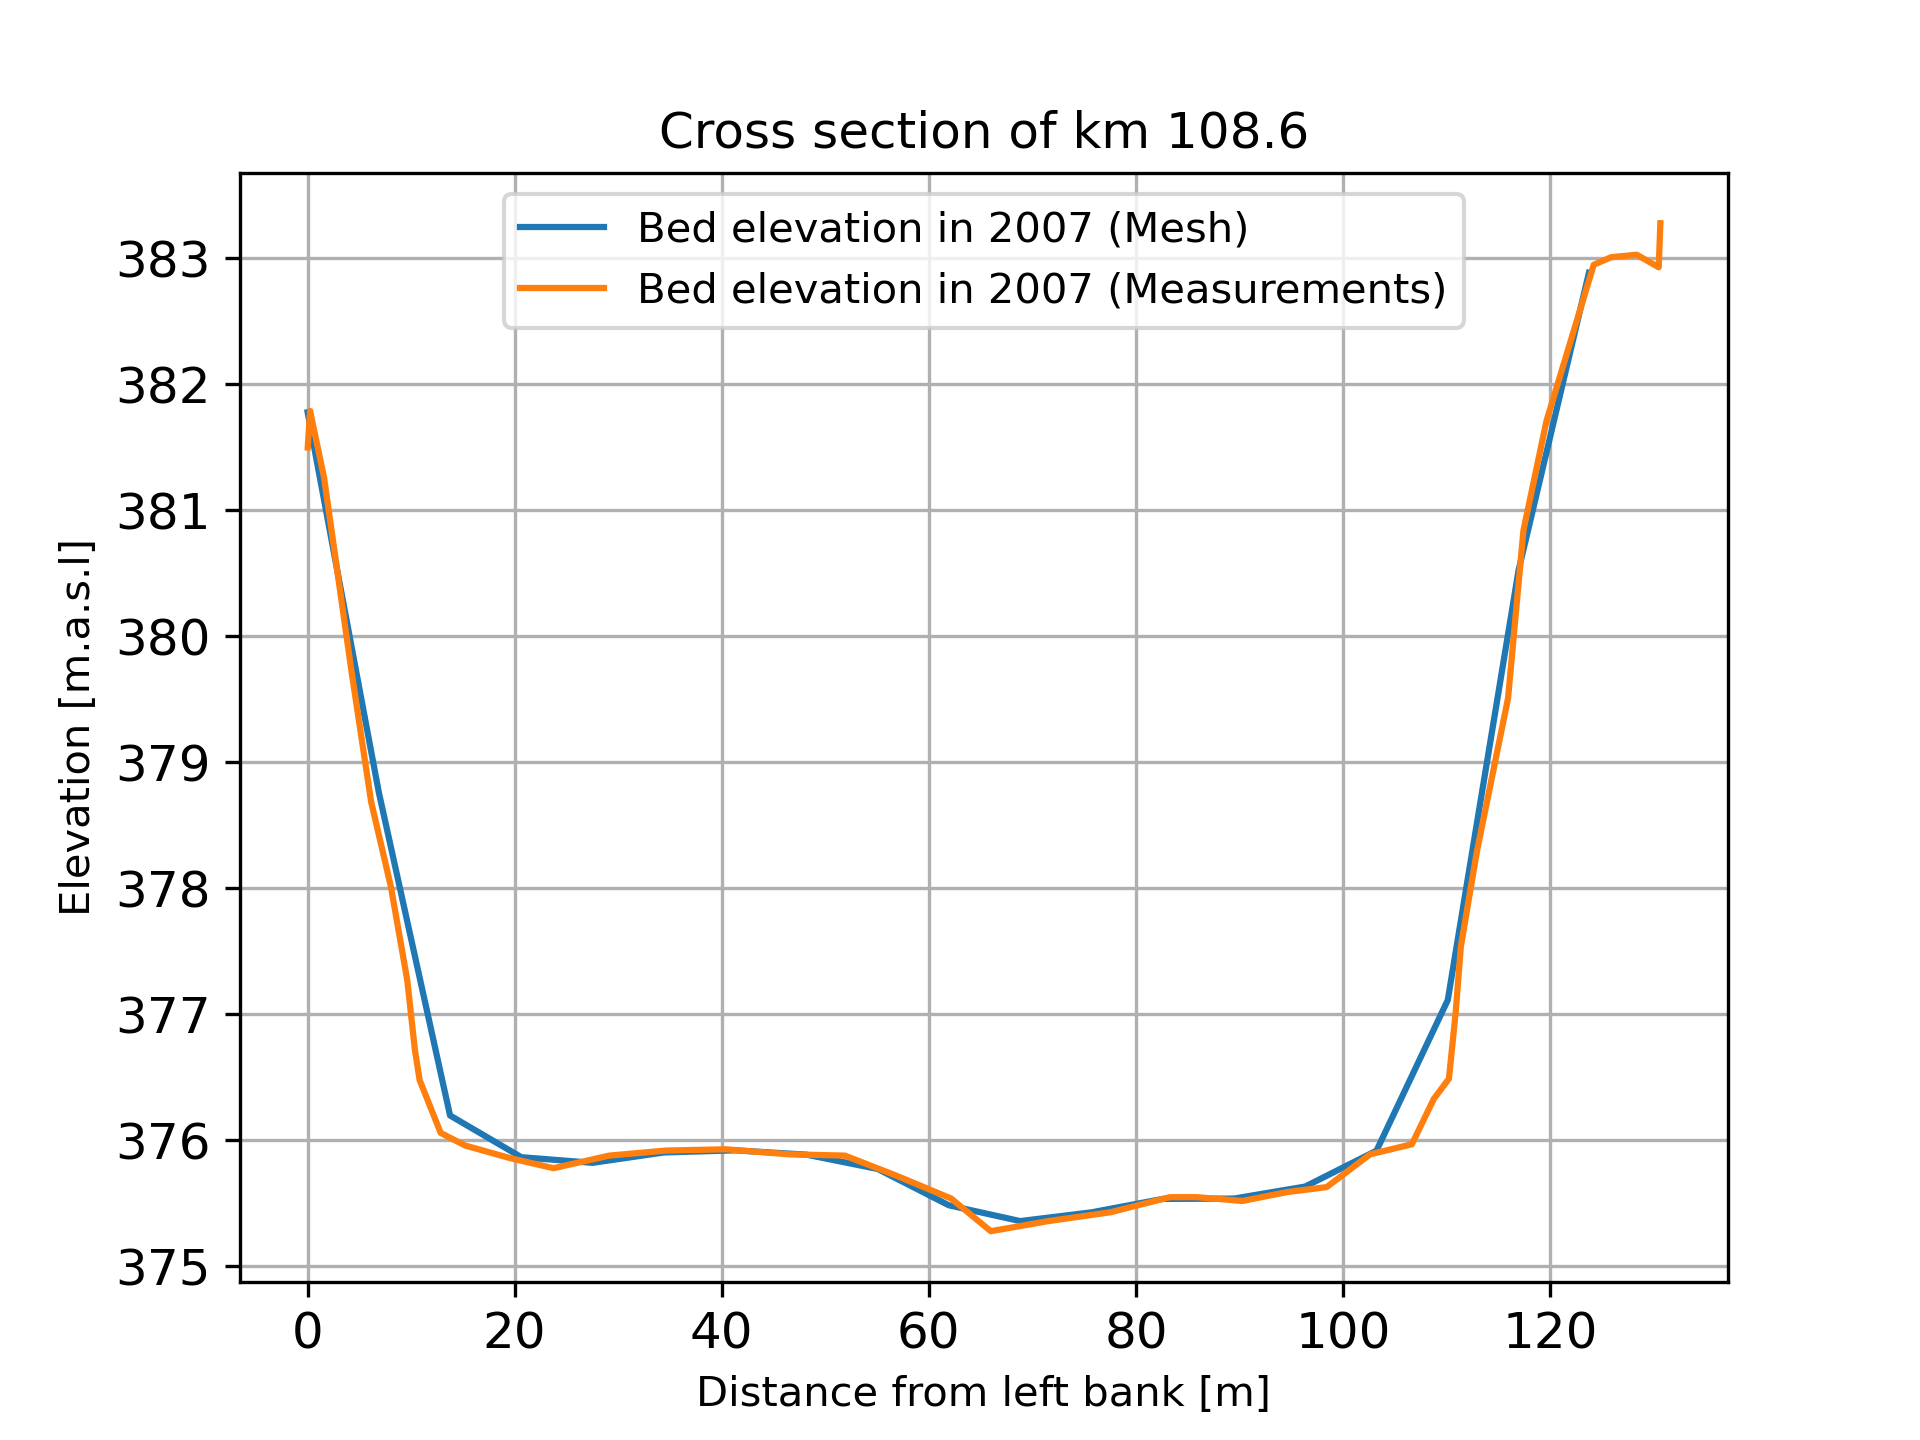 Cross section of km 108.6
Bed elevation in 2007 (Mesh)
Bed elevation in 2007 (Measurements)
383
382
381
380
379
378
377
376
375
Elevation [m.a.s.l]
0 20 40 60 80 100 120
Distance from left bank [m]